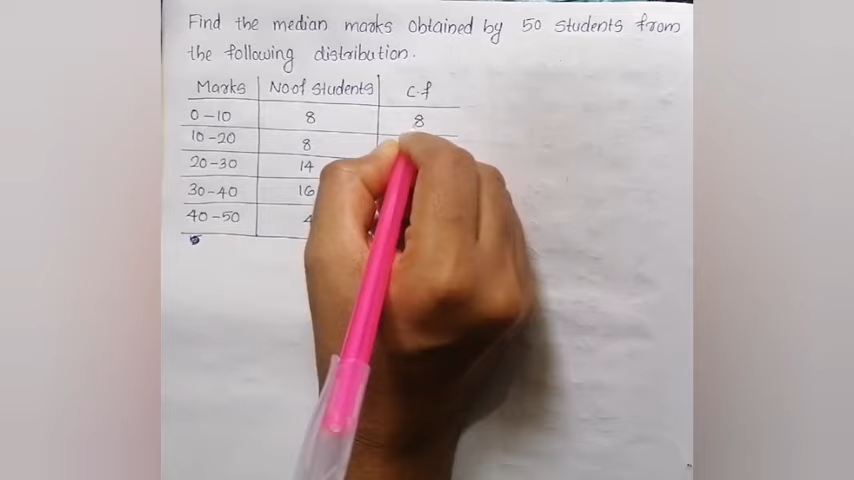 Find the median marks obtained by 50 students from
the following distribution.
Marks No of students c.f
0-10 8 8
10-20 8
20-30 14
30-40 16
40-50 4